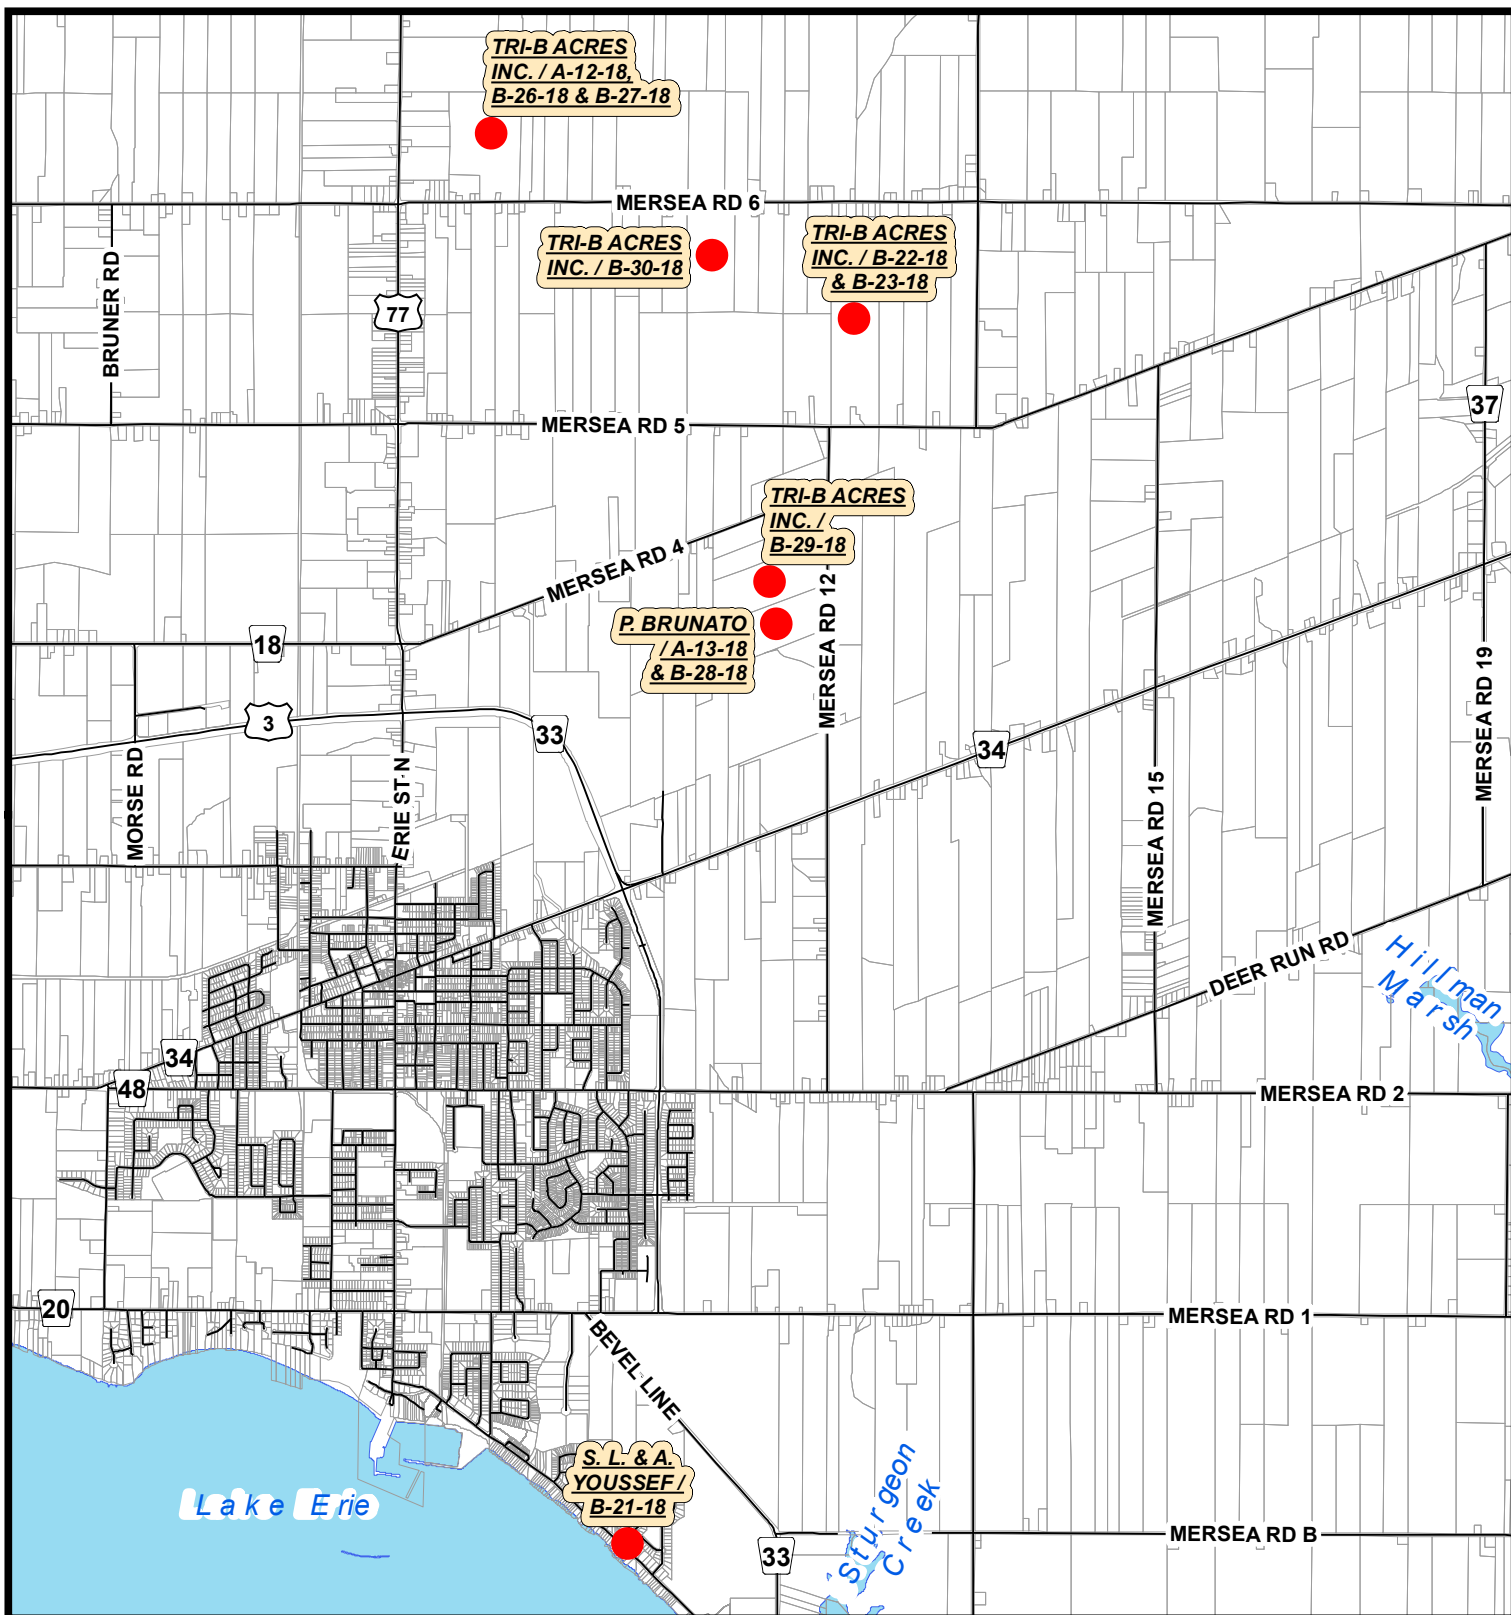 TRI-B ACRES
INC. / A-12-18,
B-26-18 & B-27-18
MERSEA RD 6
TRI-B ACRES
INC. / B-30-18
TRI-B ACRES
INC. / B-22-18
& B-23-18
BRUNER RD
77
37
MERSEA RD 5
TRI-B ACRES
INC. /
B-29-18
MERSEA RD 4
MERSEA RD 12
P. BRUNATO
/ A-13-18
& B-28-18
18
3
33
34
MORSE RD
ERIE ST N
MERSEA RD 15
MERSEA RD 19
DEER RUN RD
Hillman
Marsh
34
48
MERSEA RD 2
20
MERSEA RD 1
BEVEL LINE
S. L. & A.
YOUSSEF /
B-21-18
Lake Erie
Sturgeon
Creek
33
MERSEA RD B